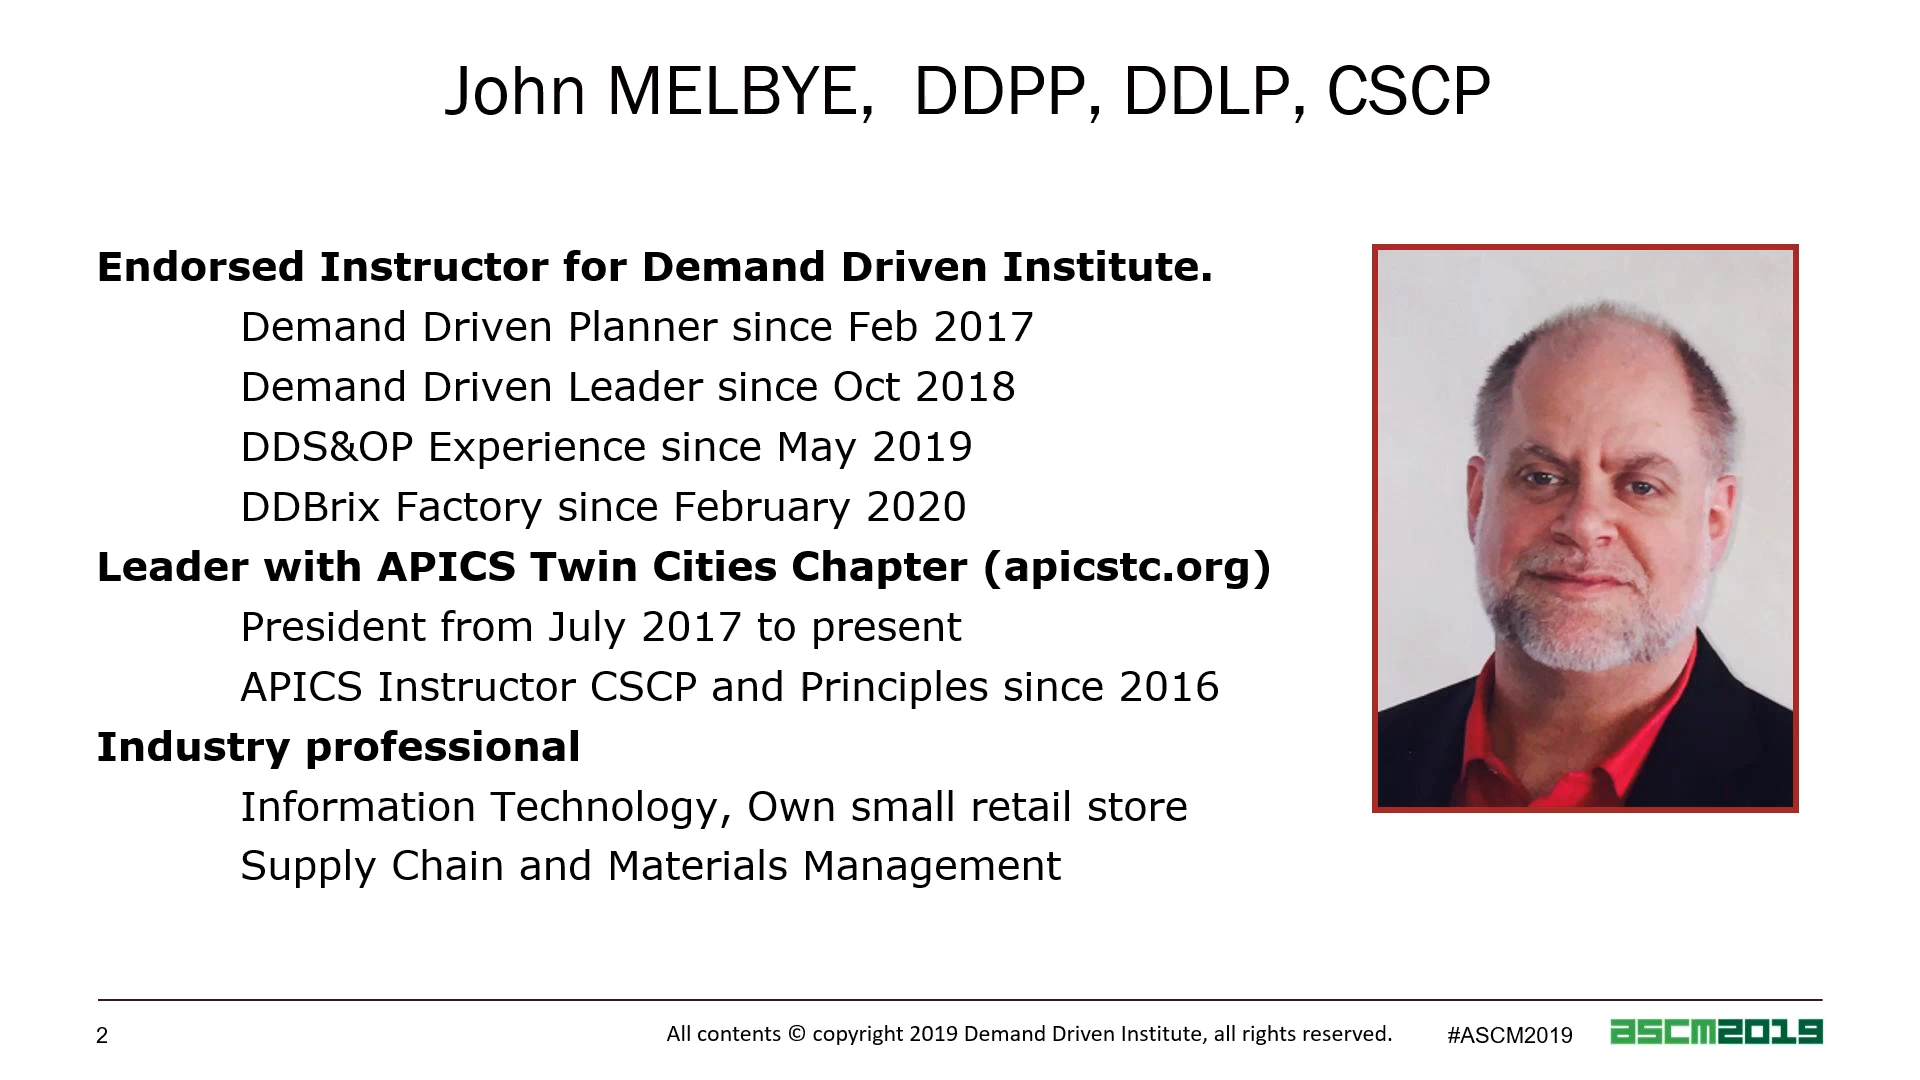 John MELBYE, DDPP, DDLP, CSCP
Endorsed Instructor for Demand Driven Institute.
Demand Driven Planner since Feb 2017
Demand Driven Leader since Oct 2018
DDS&OP Experience since May 2019
DDBrix Factory since February 2020
Leader with APICS Twin Cities Chapter (apicstc.org)
President from July 2017 to present
APICS Instructor CSCP and Principles since 2016
Industry professional
Information Technology, Own small retail store
Supply Chain and Materials Management
2
All contents © copyright 2019 Demand Driven Institute, all rights reserved.
#ASCM2019
ascm2019